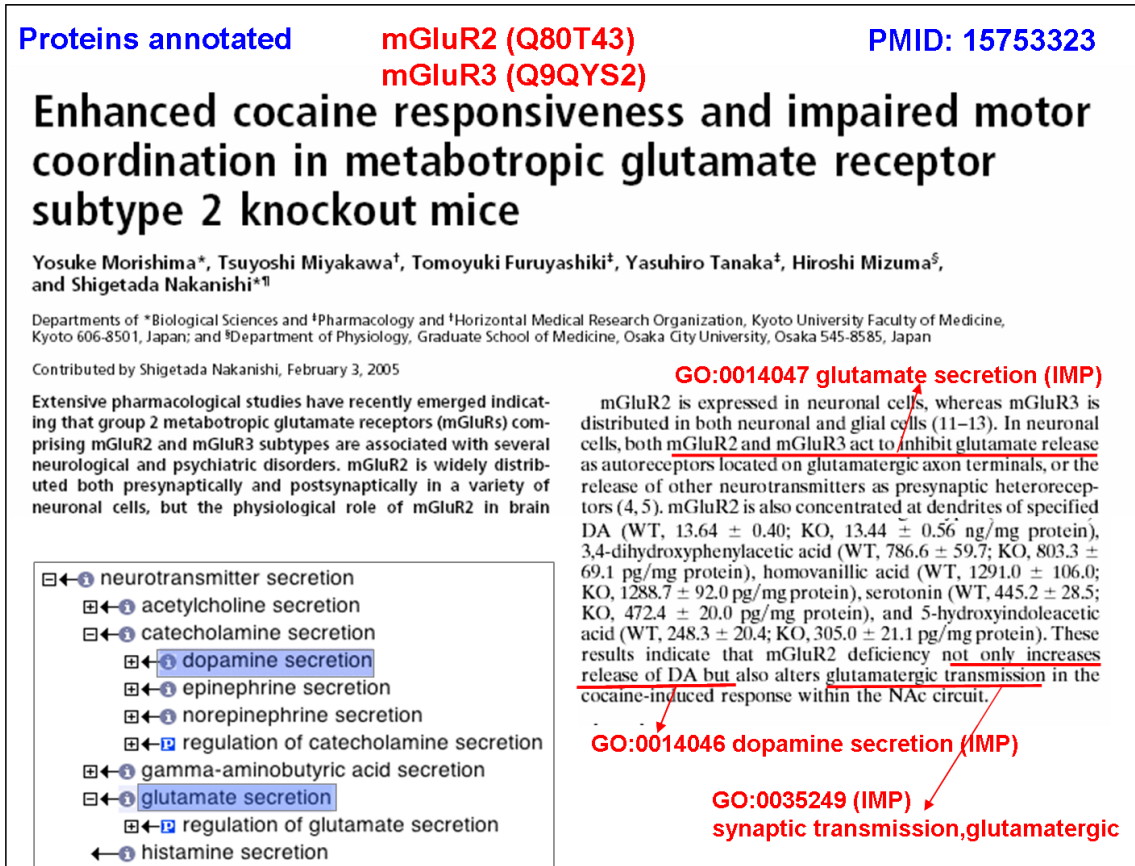 Proteins annotated
mGluR2 (Q80T43)
mGluR3 (Q9QYS2)
PMID: 15753323
Enhanced cocaine responsiveness and impaired motor
coordination in metabotropic glutamate receptor
subtype 2 knockout mice
Yosuke Morishima*, Tsuyoshi Miyakawa†, Tomoyuki Furuyashiki‡, Yasuhiro Tanaka‡, Hiroshi Mizuma§,
and Shigetada Nakanishi*¶
Departments of *Biological Sciences and ‡Pharmacology and †Horizontal Medical Research Organization, Kyoto University Faculty of Medicine,
Kyoto 606-8501, Japan; and §Department of Physiology, Graduate School of Medicine, Osaka City University, Osaka 545-8585, Japan
Contributed by Shigetada Nakanishi, February 3, 2005
Extensive pharmacological studies have recently emerged indicat-
ing that group 2 metabotropic glutamate receptors (mGluRs) com-
prising mGluR2 and mGluR3 subtypes are associated with several
neurological and psychiatric disorders. mGluR2 is widely distrib-
uted both presynaptically and postsynaptically in a variety of
neuronal cells, but the physiological role of mGluR2 in brain
GO:0014047 glutamate secretion (IMP)
mGluR2 is expressed in neuronal cells, whereas mGluR3 is
distributed in both neuronal and glial cells (11–13). In neuronal
cells, both mGluR2 and mGluR3 act to inhibit glutamate release
as autoreceptors located on glutamatergic axon terminals, or the
release of other neurotransmitters as presynaptic heterorecep-
tors (4, 5). mGluR2 is also concentrated at dendrites of specified
DA (WT, 13.64 ± 0.40; KO, 13.44 ± 0.56 ng/mg protein),
3,4-dihydroxyphenylacetic acid (WT, 786.6 ± 59.7; KO, 803.3 ±
69.1 pg/mg protein), homovanillic acid (WT, 1291.0 ± 106.0;
KO, 1288.7 ± 92.0 pg/mg protein), serotonin (WT, 445.2 ± 28.5;
KO, 472.4 ± 20.0 pg/mg protein), and 5-hydroxyindoleacetic
acid (WT, 248.3 ± 20.4; KO, 305.0 ± 21.1 pg/mg protein). These
results indicate that mGluR2 deficiency not only increases
release of DA but also alters glutamatergic transmission in the
cocaine-induced response within the NAc circuit.
GO:0014046 dopamine secretion (IMP)
GO:0035249 (IMP)
synaptic transmission,glutamatergic
neurotransmitter secretion
acetylcholine secretion
catecholamine secretion
dopamine secretion
epinephrine secretion
norepinephrine secretion
P regulation of catecholamine secretion
gamma-aminobutyric acid secretion
glutamate secretion
P regulation of glutamate secretion
histamine secretion